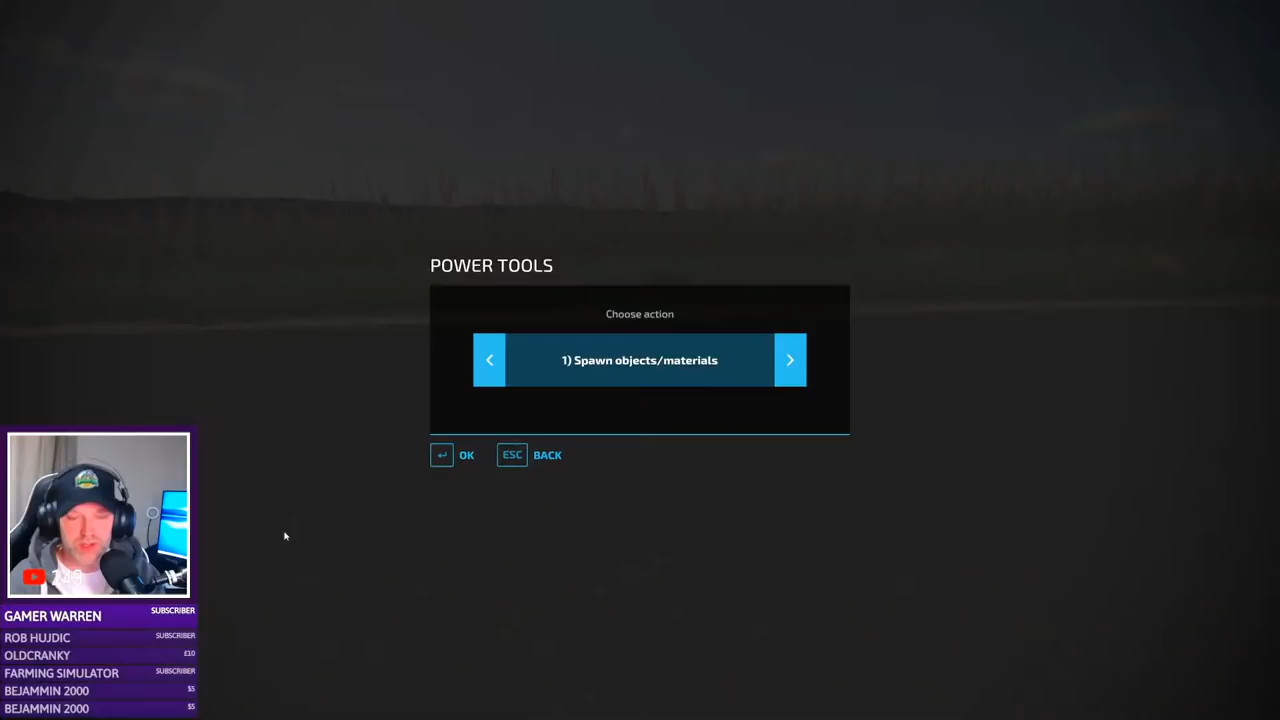 POWER TOOLS
Choose action
1) Spawn objects/materials
OK
ESC BACK
GAMER WARREN SUBSCRIBER
ROB HUJDIC SUBSCRIBER
OLDCRANKY £10
FARMING SIMULATOR SUBSCRIBER
BEJAMMIN 2000 $5
BEJAMMIN 2000 $5